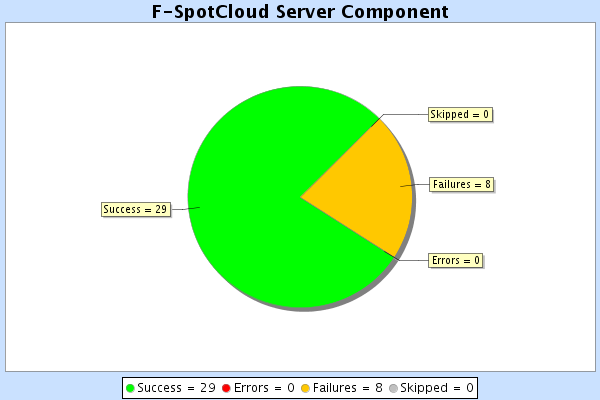 F-SpotCloud Server Component
Skipped = 0
Failures = 8
Success = 29
Errors = 0
Success = 29 Errors = 0 Failures = 8 Skipped = 0